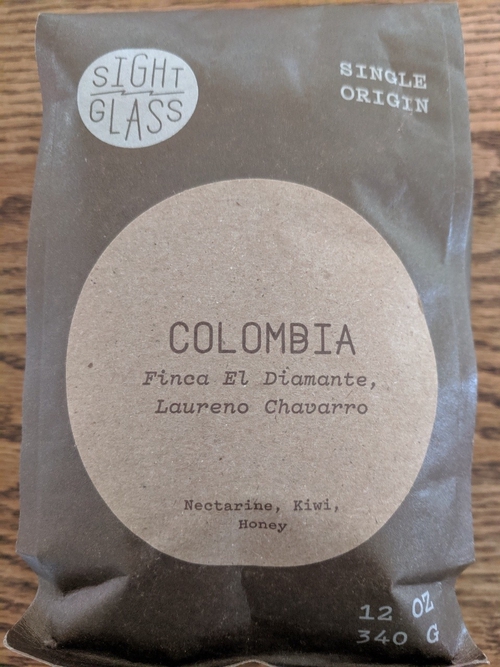 SIGHT
GLASS
SINGLE
ORIGIN
COLOMBIA
Finca El Diamante,
Laureno Chavarro
Nectarine, Kiwi,
Honey
12 OZ
340 G